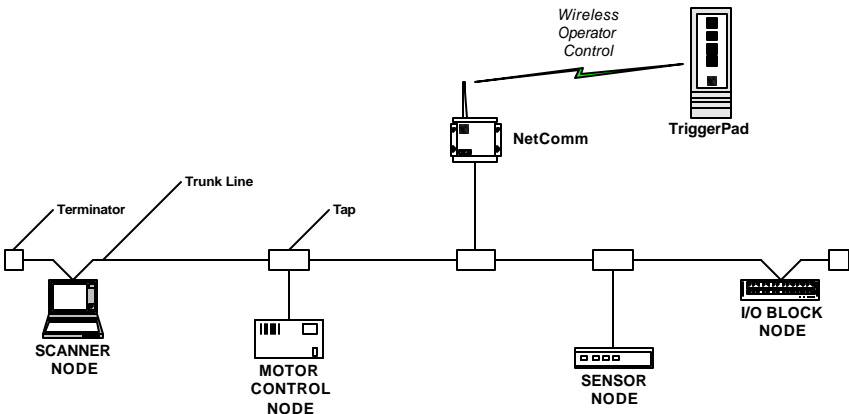 Wireless
Operator
Control
TriggerPad
NetComm
Trunk Line
Terminator
Tap
SCANNER
NODE
MOTOR
CONTROL
NODE
SENSOR
NODE
I/O BLOCK
NODE